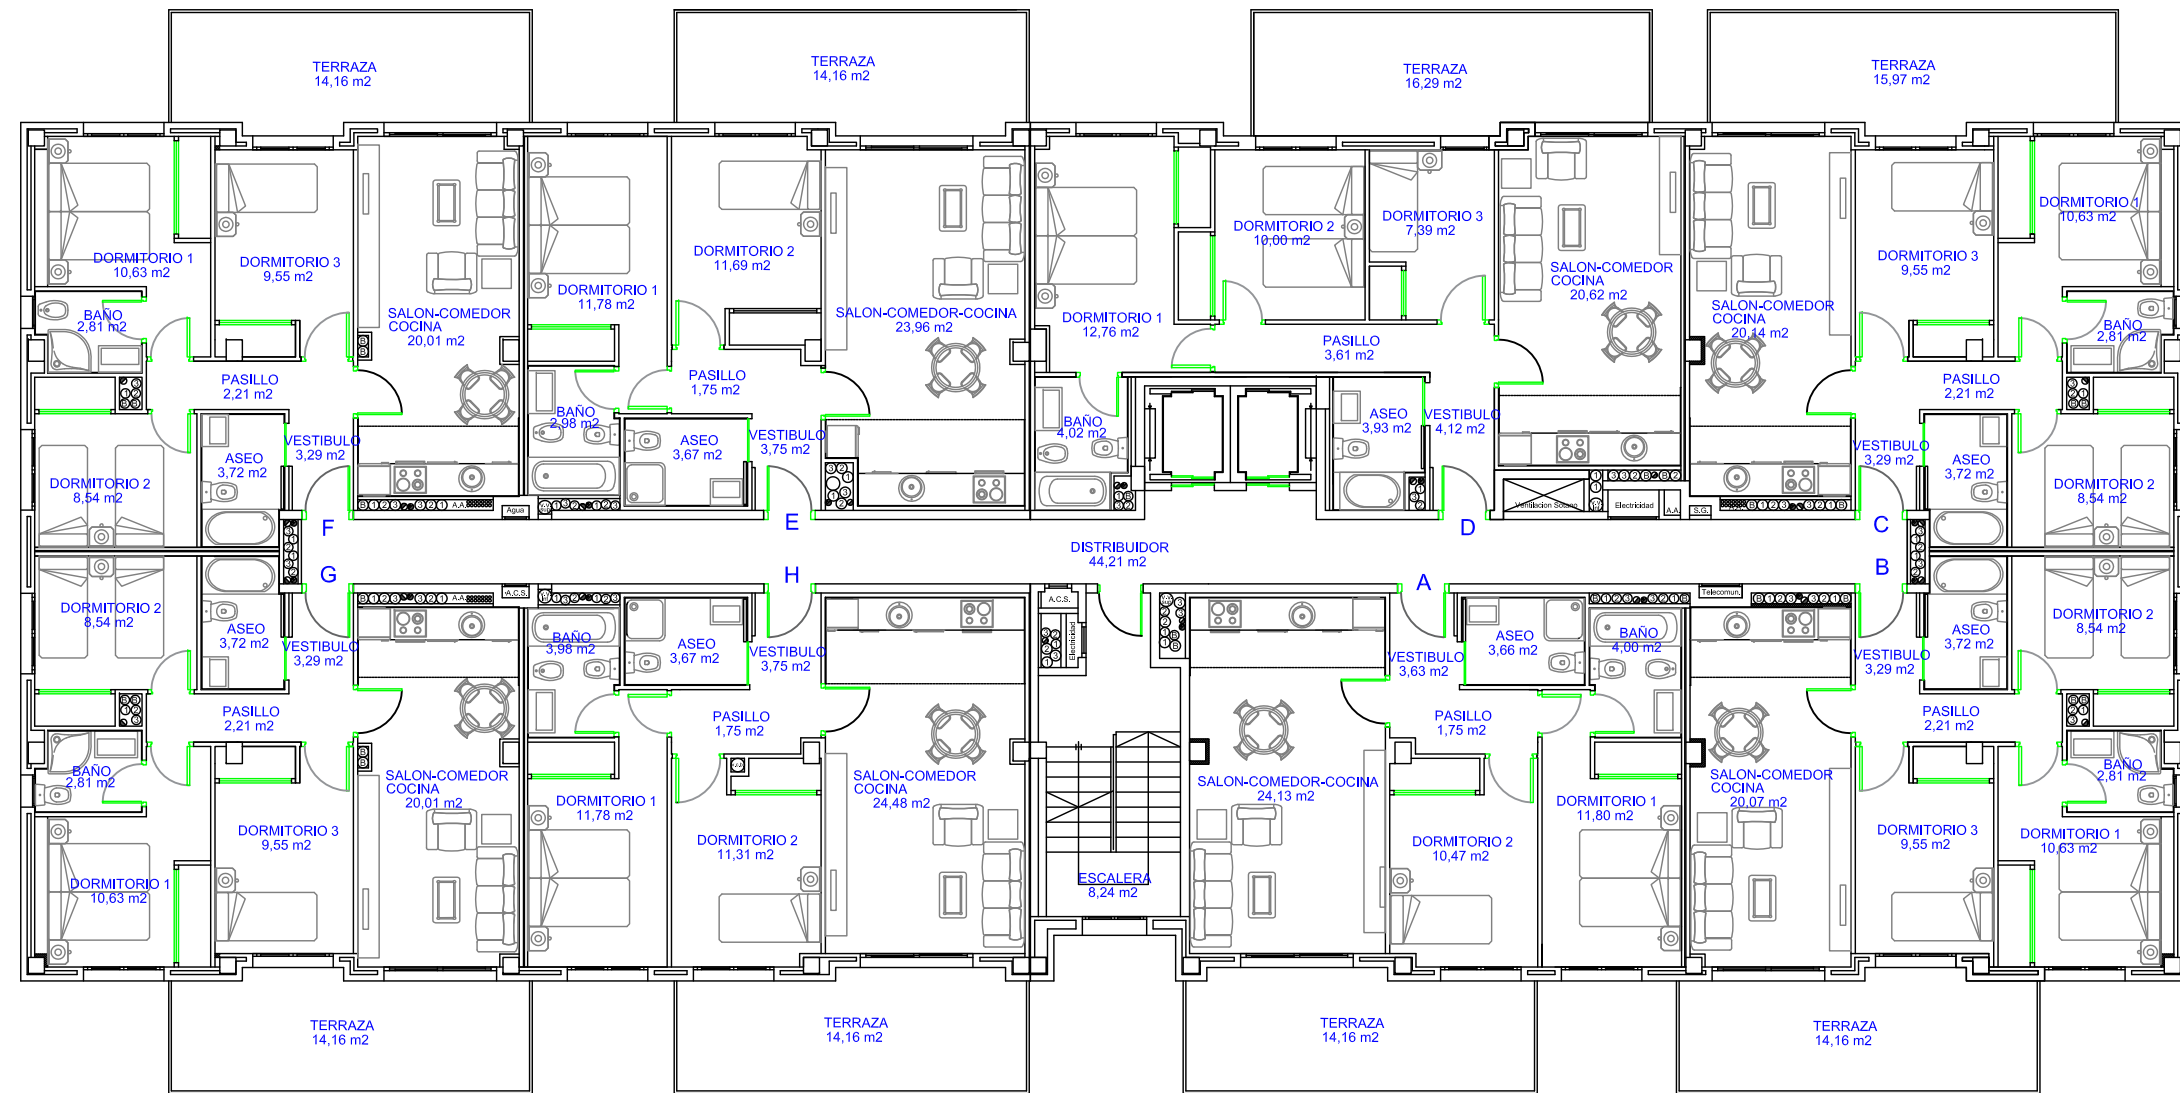 TERRAZA
14,16 m2
TERRAZA
14,16 m2
TERRAZA
16,29 m2
TERRAZA
15,97 m2
DORMITORIO 1
10,63 m2
DORMITORIO 3
9,55 m2
SALON-COMEDOR
COCINA
20,01 m2
BAÑO
2,81 m2
PASILLO
2,21 m2
VESTIBULO
3,29 m2
ASEO
3,72 m2
DORMITORIO 2
8,54 m2
F
DORMITORIO 1
11,78 m2
DORMITORIO 2
11,69 m2
SALON-COMEDOR-COCINA
23,96 m2
PASILLO
1,75 m2
BAÑO
2,98 m2
ASEO
3,67 m2
VESTIBULO
3,75 m2
Agua
E
DORMITORIO 1
12,76 m2
DORMITORIO 2
10,00 m2
DORMITORIO 3
7,39 m2
SALON-COMEDOR
COCINA
20,62 m2
PASILLO
3,61 m2
BAÑO
4,02 m2
ASEO
3,93 m2
VESTIBULO
4,12 m2
Ventilacion Sotano
Electricidad
A.A.
S.G.
D
SALON-COMEDOR
COCINA
20,14 m2
DORMITORIO 3
9,55 m2
DORMITORIO 1
10,63 m2
BAÑO
2,81 m2
PASILLO
2,21 m2
VESTIBULO
3,29 m2
ASEO
3,72 m2
DORMITORIO 2
8,54 m2
C
DISTRIBUIDOR
44,21 m2
G
DORMITORIO 2
8,54 m2
ASEO
3,72 m2
VESTIBULO
3,29 m2
A.A.
A.C.S.
PASILLO
2,21 m2
BAÑO
2,81 m2
SALON-COMEDOR
COCINA
20,01 m2
DORMITORIO 3
9,55 m2
DORMITORIO 1
10,63 m2
H
BAÑO
3,98 m2
ASEO
3,67 m2
VESTIBULO
3,75 m2
PASILLO
1,75 m2
DORMITORIO 1
11,78 m2
DORMITORIO 2
11,31 m2
SALON-COMEDOR
COCINA
24,48 m2
A.C.S.
Electricidad
ESCALERA
8,24 m2
A
VESTIBULO
3,63 m2
ASEO
3,66 m2
BAÑO
4,00 m2
PASILLO
1,75 m2
SALON-COMEDOR-COCINA
24,13 m2
DORMITORIO 2
10,47 m2
DORMITORIO 1
11,80 m2
Telecomun.
B
VESTIBULO
3,29 m2
ASEO
3,72 m2
DORMITORIO 2
8,54 m2
PASILLO
2,21 m2
BAÑO
2,81 m2
SALON-COMEDOR
COCINA
20,07 m2
DORMITORIO 3
9,55 m2
DORMITORIO 1
10,63 m2
TERRAZA
14,16 m2
TERRAZA
14,16 m2
TERRAZA
14,16 m2
TERRAZA
14,16 m2